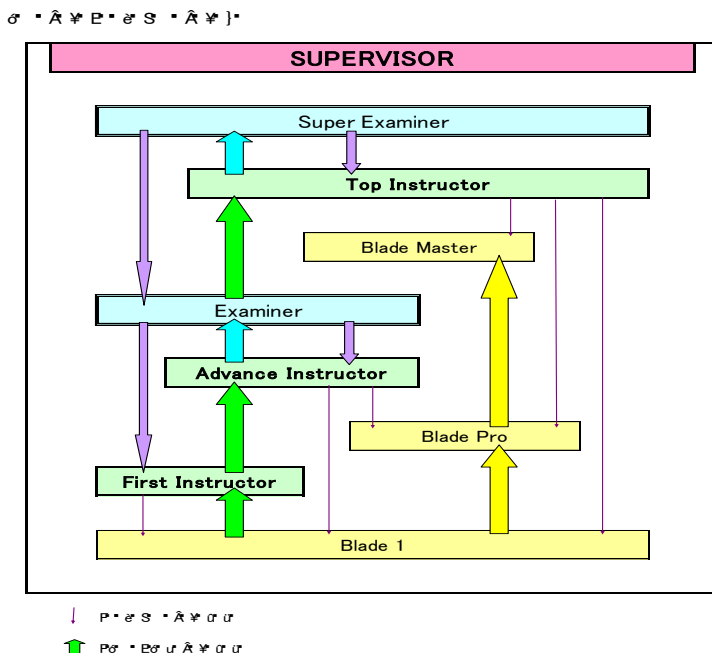 SUPERVISOR
Super Examiner
Top Instructor
Blade Master
Examiner
Advance Instructor
Blade Pro
First Instructor
Blade 1